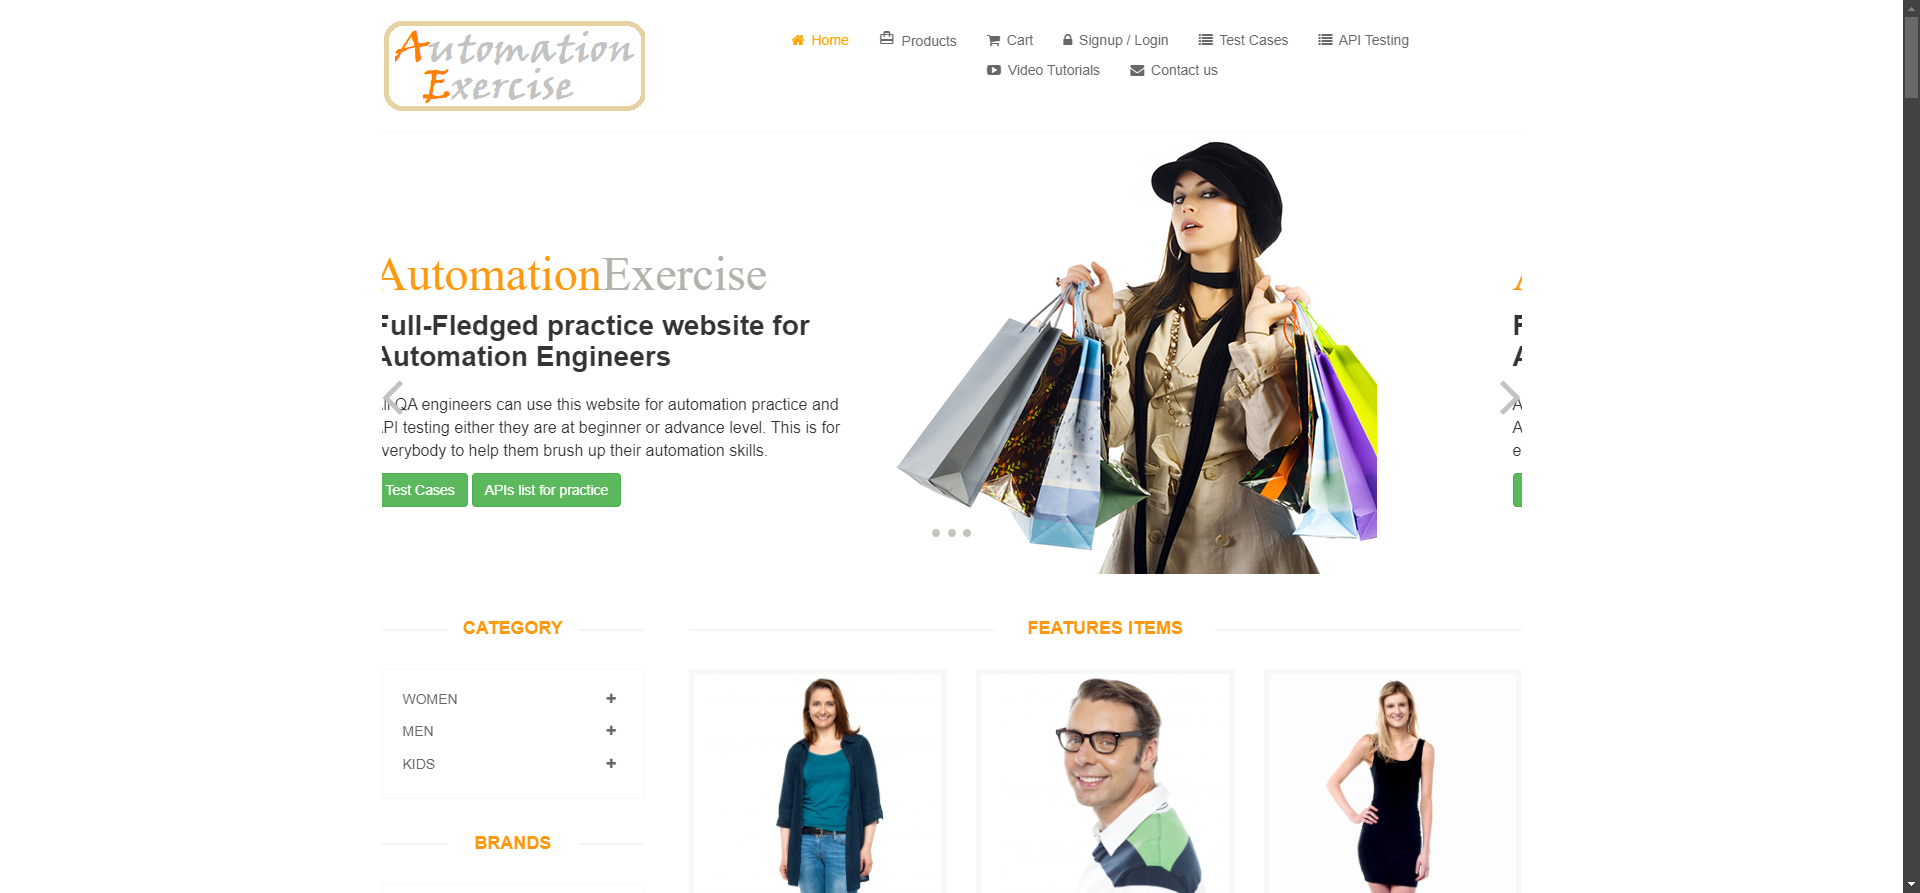 Automation
Exercise
Home
Products
Cart
Signup / Login
Test Cases
API Testing
Video Tutorials
Contact us
AutomationExercise
Full-Fledged practice website for
Automation Engineers
QA engineers can use this website for automation practice and
API testing either they are at beginner or advance level. This is for
everybody to help them brush up their automation skills.
Test Cases
APIs list for practice
CATEGORY
WOMEN
MEN
KIDS
BRANDS
FEATURES ITEMS